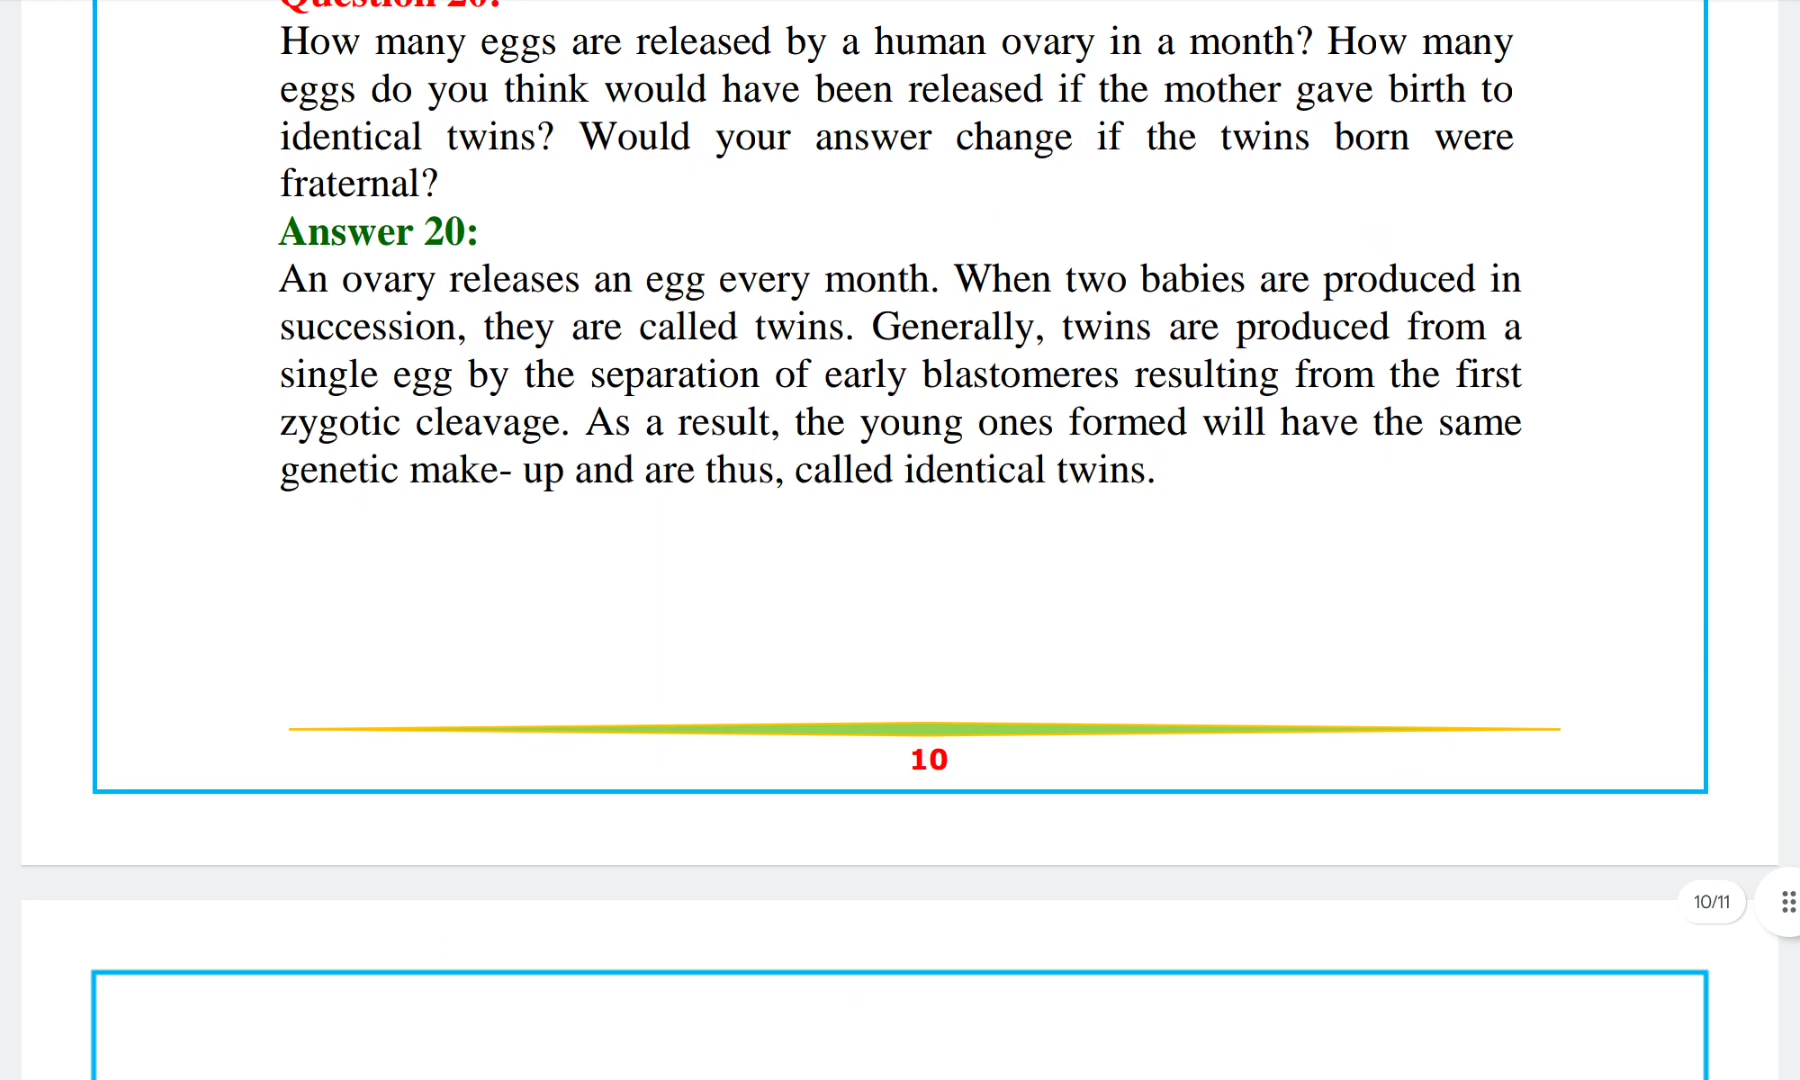 Question 20:
How many eggs are released by a human ovary in a month? How many
eggs do you think would have been released if the mother gave birth to
identical twins? Would your answer change if the twins born were
fraternal?
Answer 20:
An ovary releases an egg every month. When two babies are produced in
succession, they are called twins. Generally, twins are produced from a
single egg by the separation of early blastomeres resulting from the first
zygotic cleavage. As a result, the young ones formed will have the same
genetic make- up and are thus, called identical twins.
10
10/11